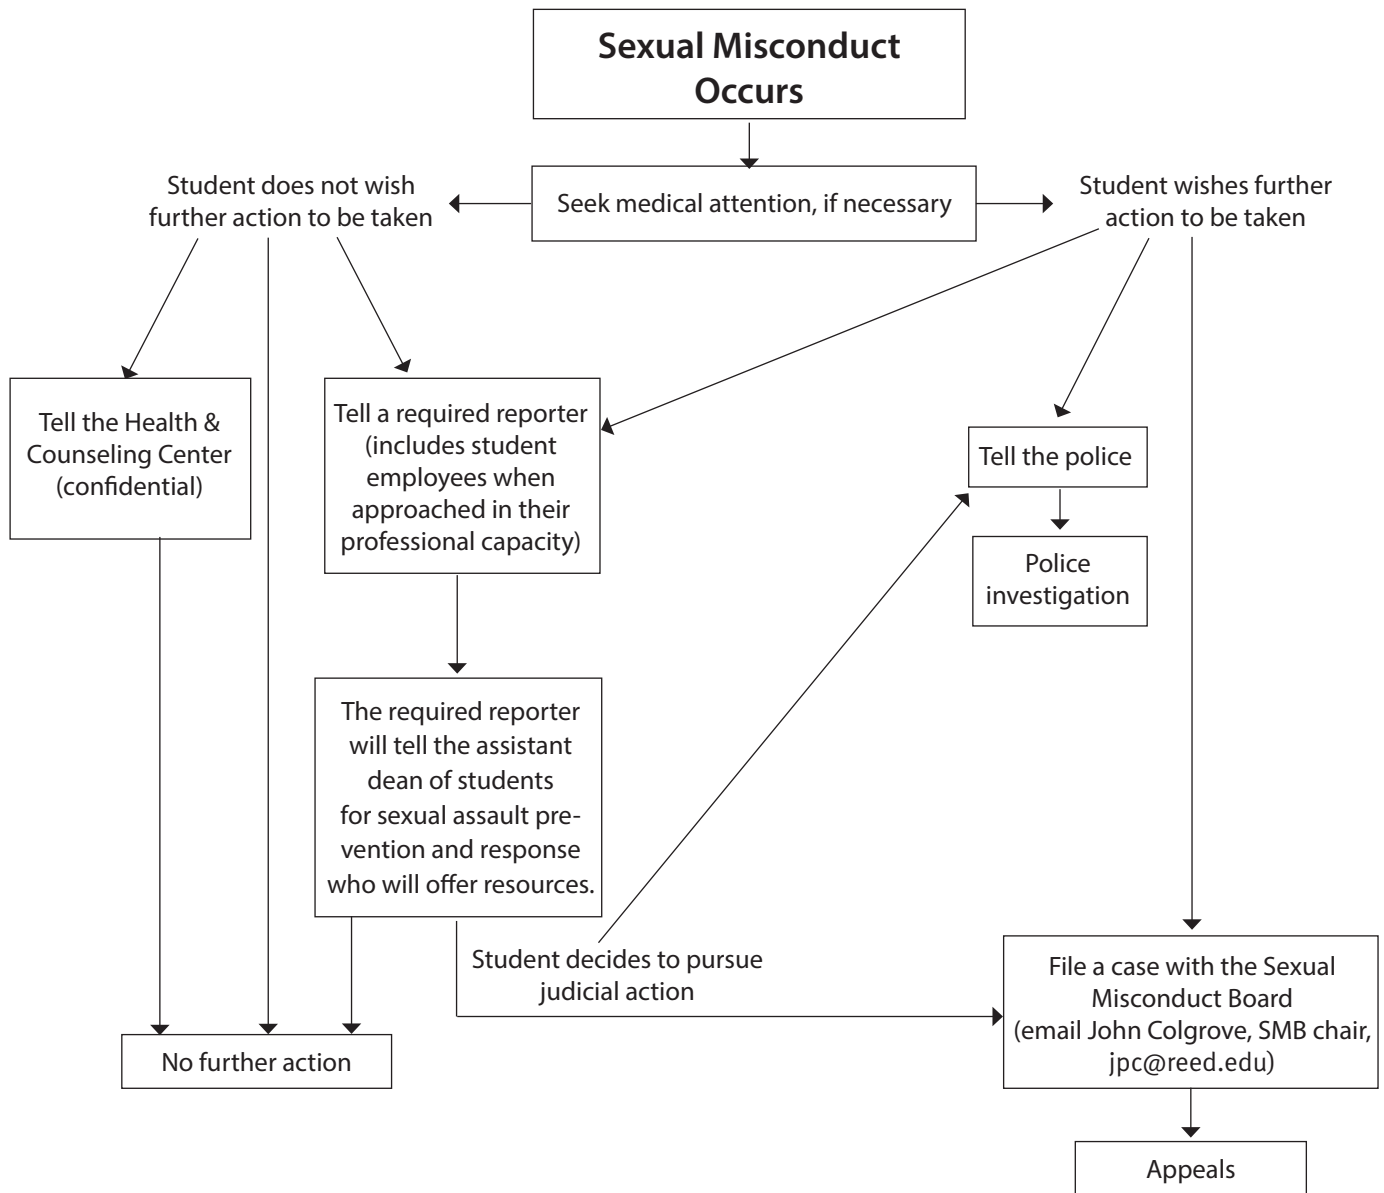 Sexual Misconduct
Occurs
Student does not wish
further action to be taken
Seek medical attention, if necessary
Student wishes further
action to be taken
Tell the Health &
Counseling Center
(confidential)
Tell a required reporter
(includes student
employees when
approached in their
professional capacity)
Tell the police
Police
investigation
The required reporter
will tell the assistant
dean of students
for sexual assault pre-
vention and response
who will offer resources.
Student decides to pursue
judicial action
File a case with the Sexual
Misconduct Board
(email John Colgrove, SMB chair,
jpc@reed.edu)
No further action
Appeals